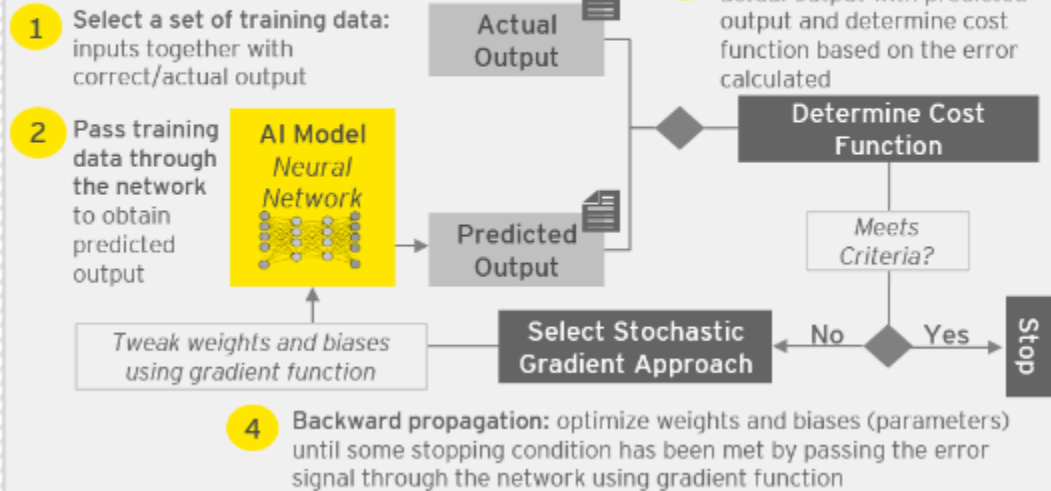 1
Select a set of training data:
inputs together with
correct/actual output
Actual
Output
actual output with predicted
output and determine cost
function based on the error
calculated
2
Pass training
data through
the network
to obtain
predicted
output
AI Model
Neural
Network
Predicted
Output
Determine Cost
Function
Meets
Criteria?
No
Yes
Stop
Select Stochastic
Gradient Approach
Tweak weights and biases
using gradient function
4
Backward propagation: optimize weights and biases (parameters)
until some stopping condition has been met by passing the error
signal through the network using gradient function